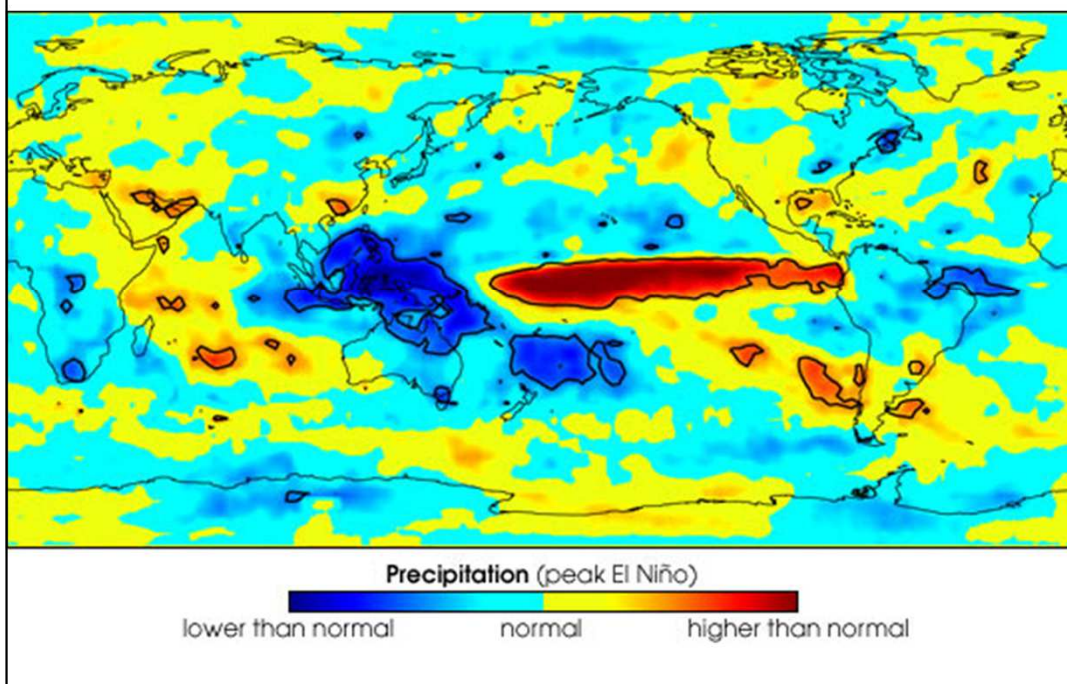 Precipitation (peak El Niño)
lower than normal normal higher than normal